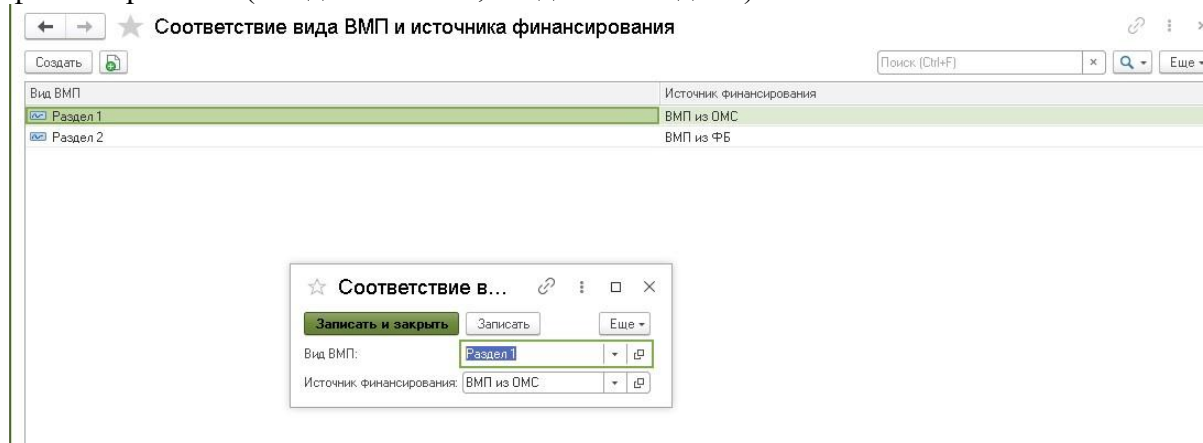 Соответствие вида ВМП и источника финансирования
Создать
Поиск (Ctrl+F)
×
Еще
Вид ВМП
Источник финансирования
Раздел 1
ВМП из ОМС
Раздел 2
ВМП из ФБ
Соответствие в...
Записать и закрыть
Записать
Еще
Вид ВМП:
Раздел 1
Источник финансирования:
ВМП из ОМС